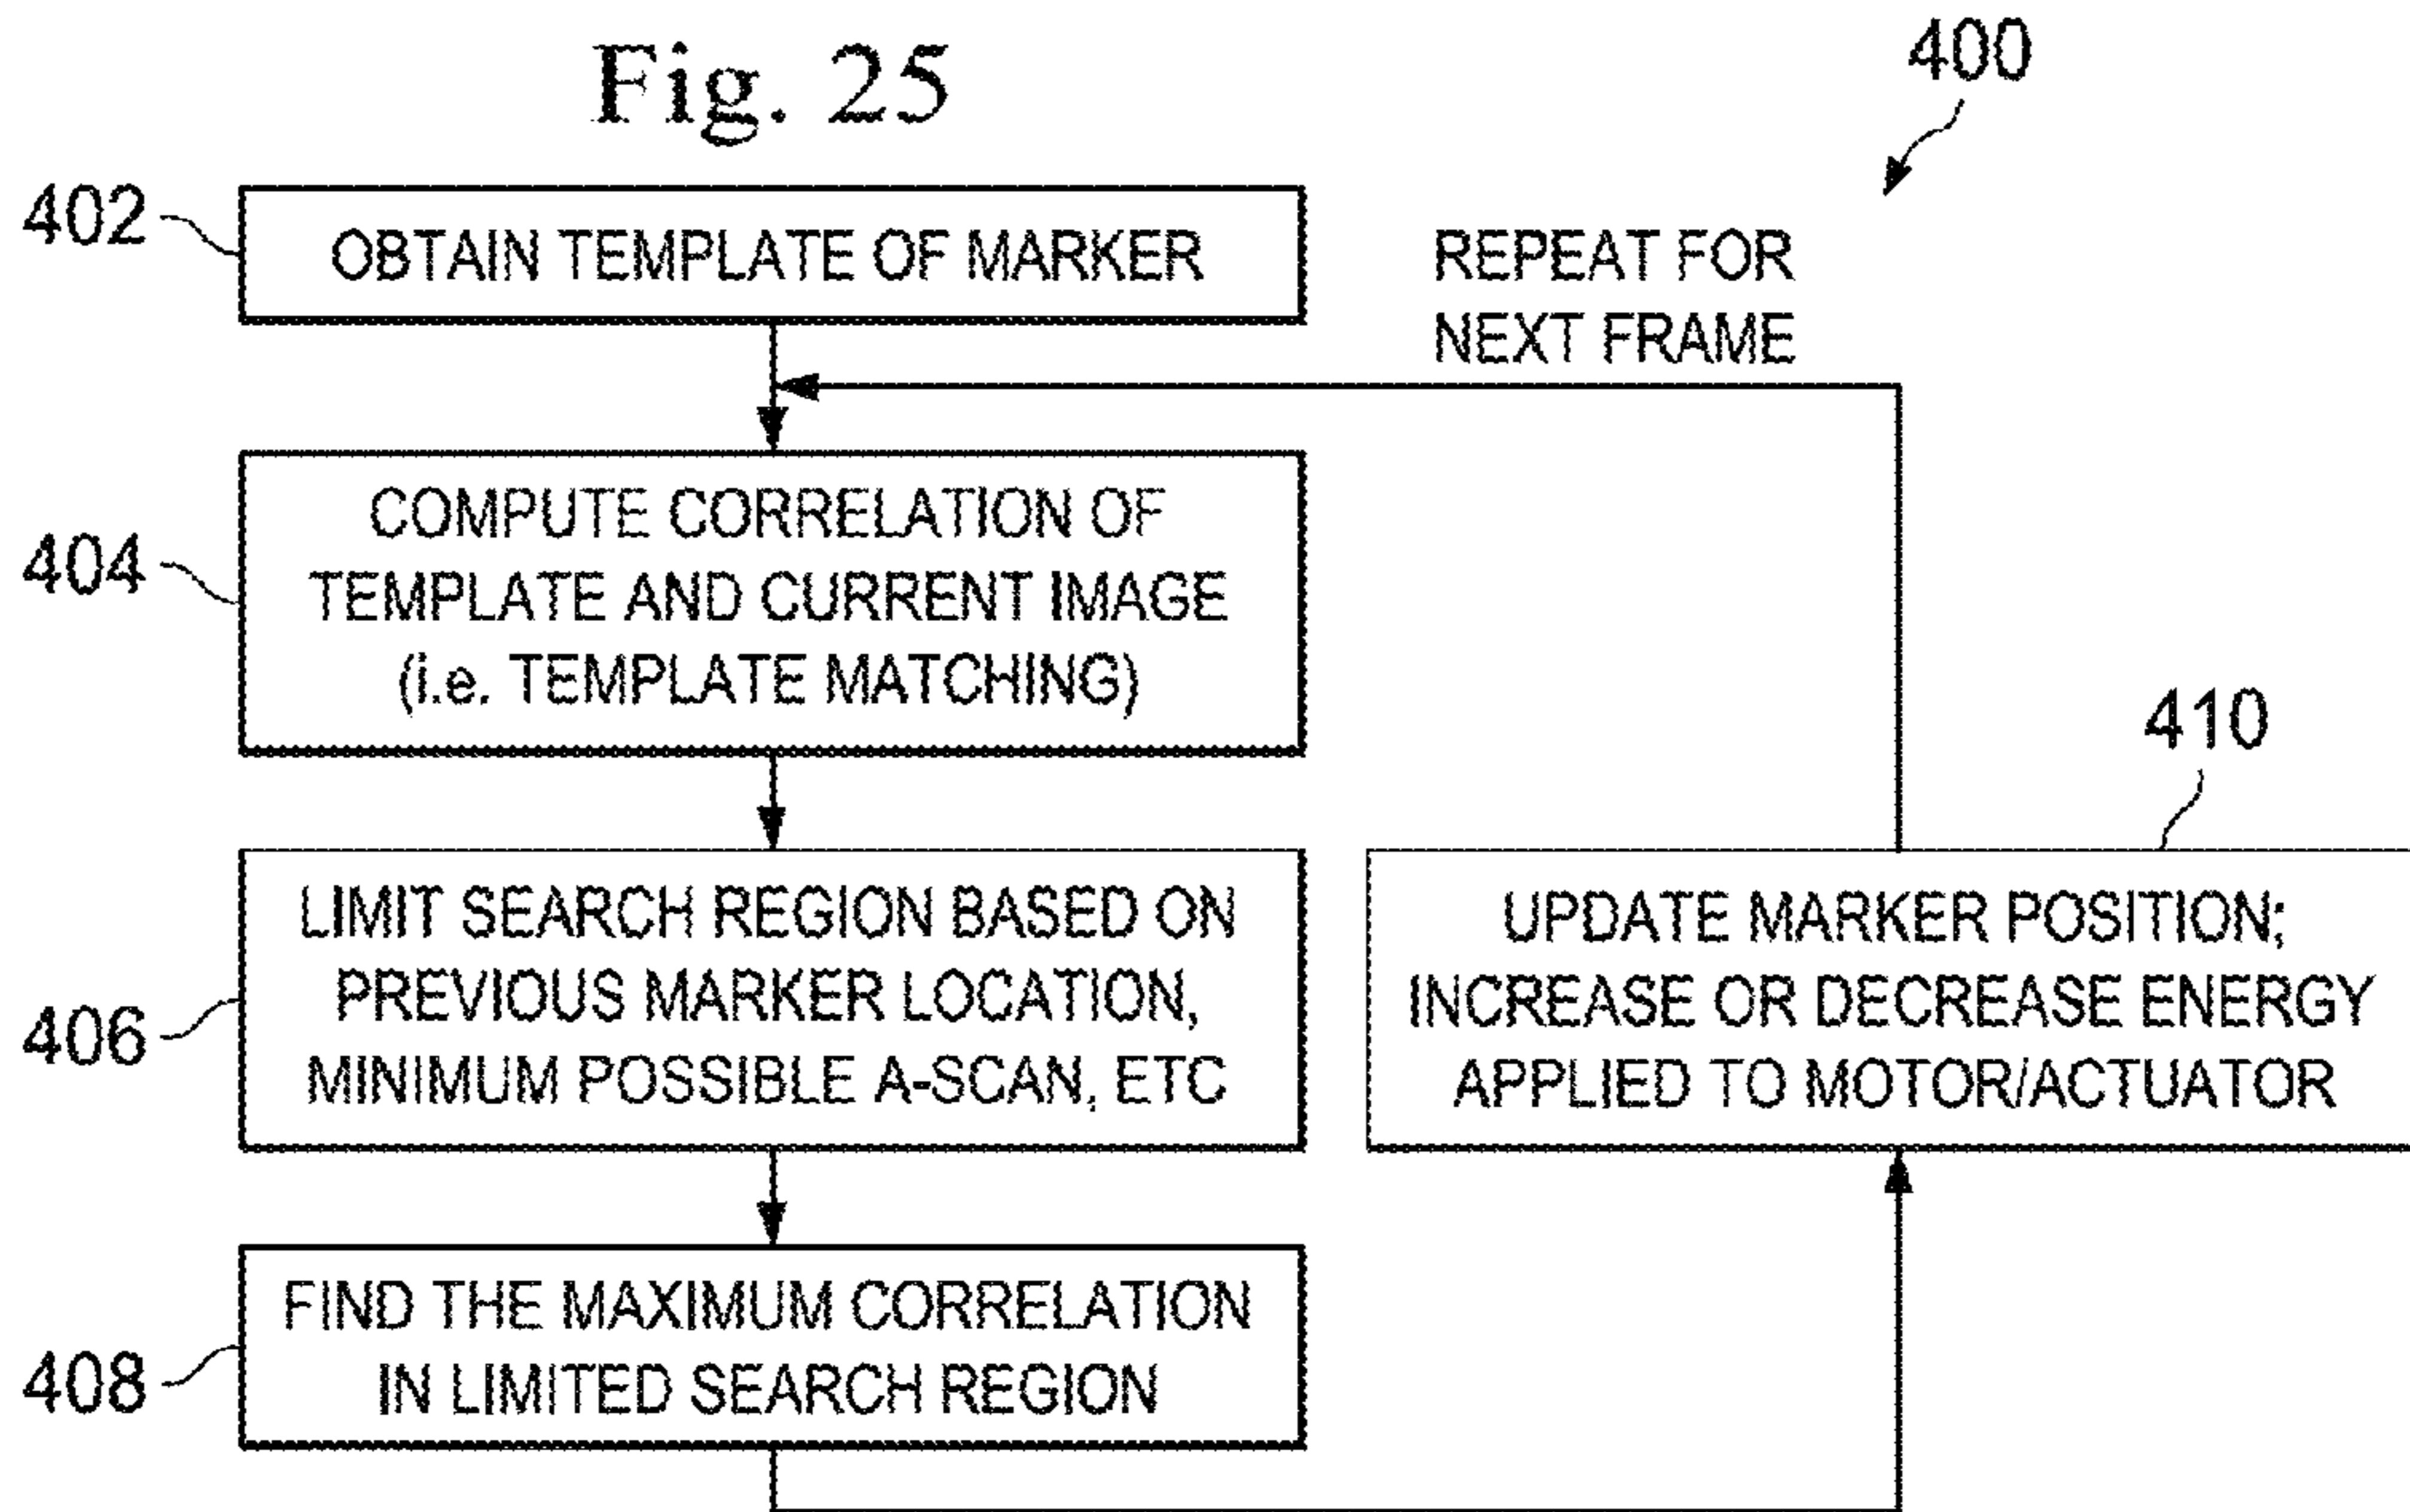 Fig. 25
400
402
OBTAIN TEMPLATE OF MARKER
REPEAT FOR
NEXT FRAME
404
COMPUTE CORRELATION OF
TEMPLATE AND CURRENT IMAGE
(i.e. TEMPLATE MATCHING)
406
LIMIT SEARCH REGION BASED ON
PREVIOUS MARKER LOCATION,
MINIMUM POSSIBLE A-SCAN, ETC
410
UPDATE MARKER POSITION;
INCREASE OR DECREASE ENERGY
APPLIED TO MOTOR/ACTUATOR
408
FIND THE MAXIMUM CORRELATION
IN LIMITED SEARCH REGION